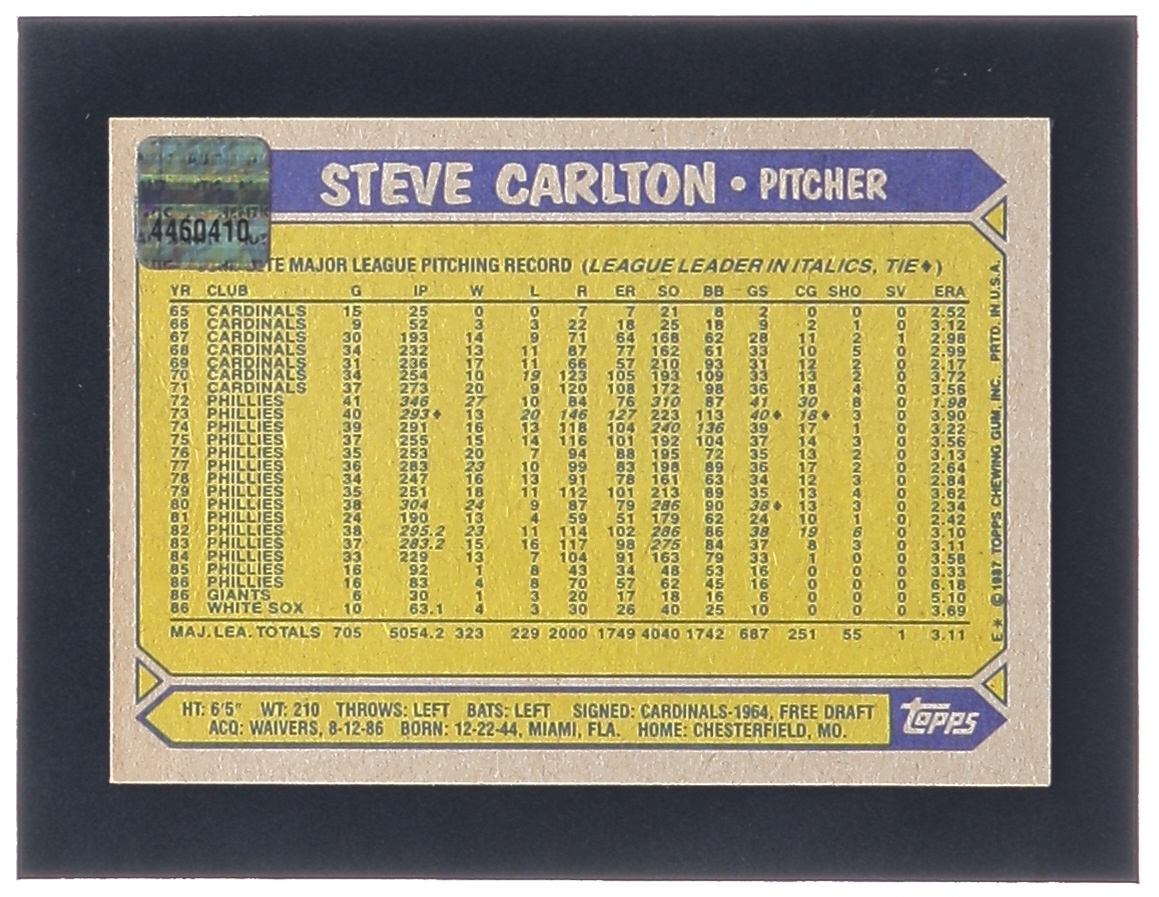 STEVE CARLTON • PITCHER
4460410
MAJOR LEAGUE PITCHING RECORD (LEAGUE LEADER IN ITALICS, TIE♦)
YR CLUB G IP W L R ER SO BB GS CG SHO SV ERA
65 CARDINALS 15 25 0 0 7 7 21 8 2 0 0 0 2.52
66 CARDINALS 9 52 3 3 22 18 25 18 9 2 1 0 3.12
67 CARDINALS 30 193 14 9 71 64 168 62 28 11 2 1 2.98
68 CARDINALS 34 232 13 11 87 77 162 61 33 10 5 0 2.99
69 CARDINALS 31 236 17 11 66 57 210 93 31 12 2 0 2.17
70 CARDINALS 34 254 10 19 123 105 193 109 33 13 2 0 3.72
71 CARDINALS 37 273 20 9 120 108 172 98 36 18 4 0 3.56
72 PHILLIES 41 346 27 10 84 76 310 87 41 30 8 0 1.98
73 PHILLIES 40 293♦ 13 20 146 127 223 113 40♦ 18♦ 3 0 3.90
74 PHILLIES 39 291 16 13 118 104 240 136 39 17 1 0 3.22
75 PHILLIES 37 255 15 14 116 101 192 104 37 14 3 0 3.56
76 PHILLIES 35 253 20 7 94 88 195 72 35 13 2 0 3.13
77 PHILLIES 36 283 23 10 99 83 198 89 36 17 2 0 2.64
78 PHILLIES 34 247 16 13 91 78 161 63 34 12 3 0 2.84
79 PHILLIES 35 251 18 11 112 101 213 89 35 13 4 0 3.62
80 PHILLIES 38 304 24 9 87 79 286 90 38♦ 13 3 0 2.34
81 PHILLIES 24 190 13 4 59 51 179 62 24 10 1 0 2.42
82 PHILLIES 38 295.2 23 11 114 102 286 86 38 19 6 0 3.10
83 PHILLIES 37 283.2 15 16 117 98 275 84 37 8 3 0 3.11
84 PHILLIES 33 229 13 7 104 91 163 79 33 1 0 0 3.58
85 PHILLIES 16 92 1 8 43 34 48 53 16 0 0 0 3.33
86 PHILLIES 16 83 4 8 70 57 62 45 16 0 0 0 6.18
86 GIANTS 6 30 1 3 20 17 18 16 6 0 0 0 5.10
86 WHITE SOX 10 63.1 4 3 30 26 40 25 10 0 0 0 3.69
MAJ. LEA. TOTALS 705 5054.2 323 229 2000 1749 4040 1742 687 251 55 1 3.11
E* © 1987 TOPPS CHEWING GUM, INC. PRTD. IN U.S.A.
HT: 6'5" WT: 210 THROWS: LEFT BATS: LEFT SIGNED: CARDINALS-1964, FREE DRAFT
ACQ: WAIVERS, 8-12-86 BORN: 12-22-44, MIAMI, FLA. HOME: CHESTERFIELD, MO.
topps